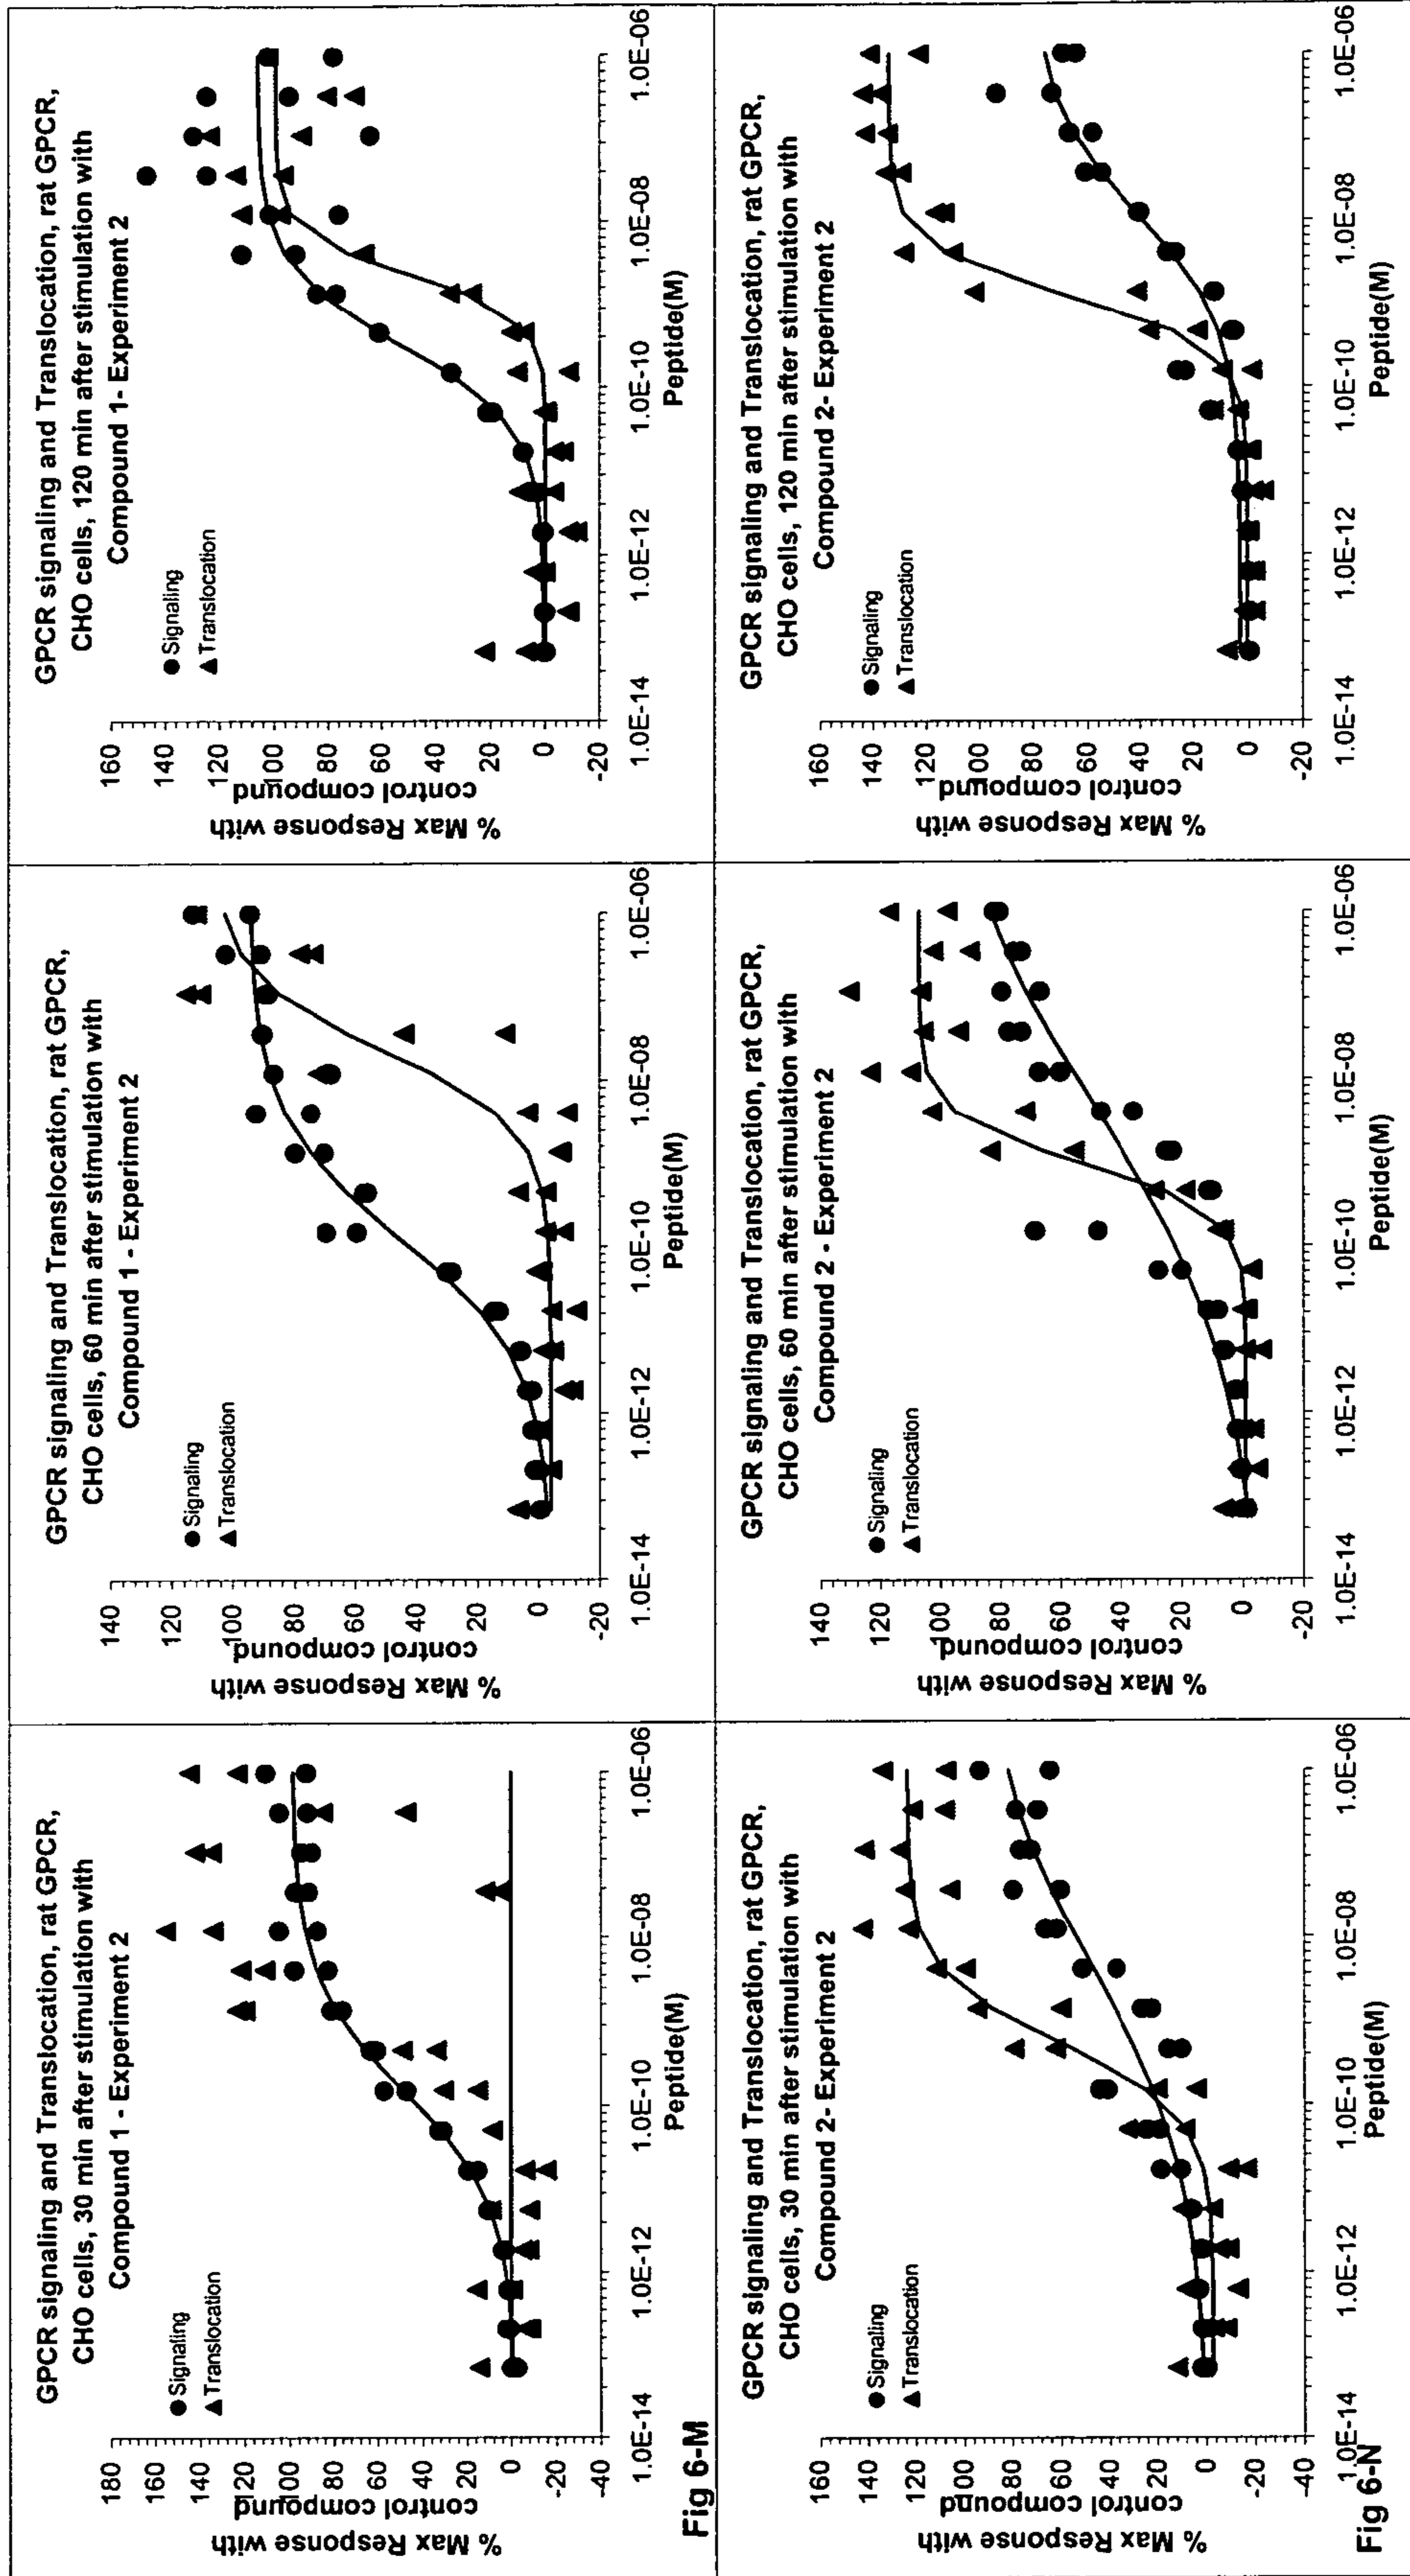 GPCR signaling and Translocation, rat GPCR,
CHO cells, 30 min after stimulation with
Compound 1 - Experiment 2
● Signaling
▲ Translocation
% Max Response with
control compound
180
160
140
120
100
80
60
40
20
0
-20
-40
1.0E-14
1.0E-12
1.0E-10
1.0E-08
1.0E-06
Peptide(M)
GPCR signaling and Translocation, rat GPCR,
CHO cells, 60 min after stimulation with
Compound 1 - Experiment 2
● Signaling
▲ Translocation
% Max Response with
control compound
140
120
100
80
60
40
20
0
-20
1.0E-14
1.0E-12
1.0E-10
1.0E-08
1.0E-06
Peptide(M)
GPCR signaling and Translocation, rat GPCR,
CHO cells, 120 min after stimulation with
Compound 1- Experiment 2
● Signaling
▲ Translocation
% Max Response with
control compound
160
140
120
100
80
60
40
20
0
-20
1.0E-14
1.0E-12
1.0E-10
1.0E-08
1.0E-06
Peptide(M)
Fig 6-M
GPCR signaling and Translocation, rat GPCR,
CHO cells, 30 min after stimulation with
Compound 2- Experiment 2
● Signaling
▲ Translocation
% Max Response with
control compound
160
140
120
100
80
60
40
20
0
-20
-40
1.0E-14
1.0E-12
1.0E-10
1.0E-08
1.0E-06
Peptide(M)
GPCR signaling and Translocation, rat GPCR,
CHO cells, 60 min after stimulation with
Compound 2 - Experiment 2
● Signaling
▲ Translocation
% Max Response with
control compound
140
120
100
80
60
40
20
0
-20
1.0E-14
1.0E-12
1.0E-10
1.0E-08
1.0E-06
Peptide(M)
GPCR signaling and Translocation, rat GPCR,
CHO cells, 120 min after stimulation with
Compound 2- Experiment 2
● Signaling
▲ Translocation
% Max Response with
control compound
160
140
120
100
80
60
40
20
0
-20
1.0E-14
1.0E-12
1.0E-10
1.0E-08
1.0E-06
Peptide(M)
Fig 6-N